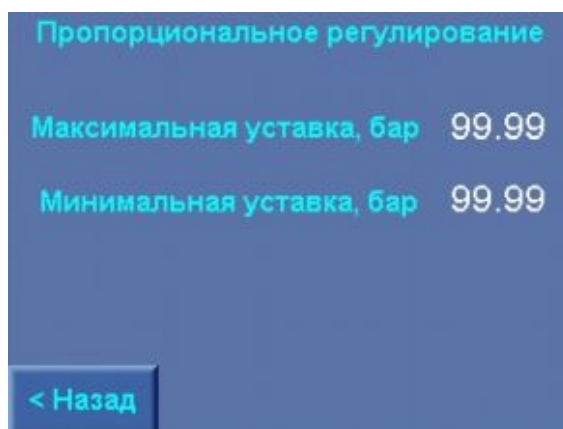 Пропорциональное регулирование
Максимальная уставка, бар 99.99
Минимальная уставка, бар 99.99
< Назад